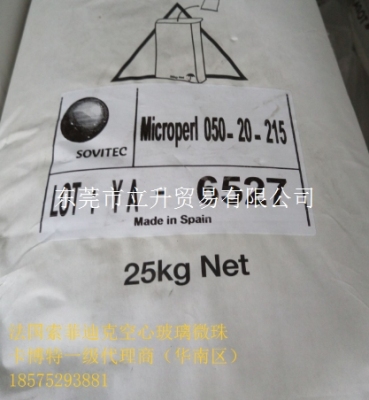 Microperl 050-20-215
SOVITEC
东莞市立升贸易有限公司
LOT : YA 6537
Made in Spain
25kg Net
法国索菲迪克空心玻璃微珠
卡博特一级代理商（华南区）
18575293881